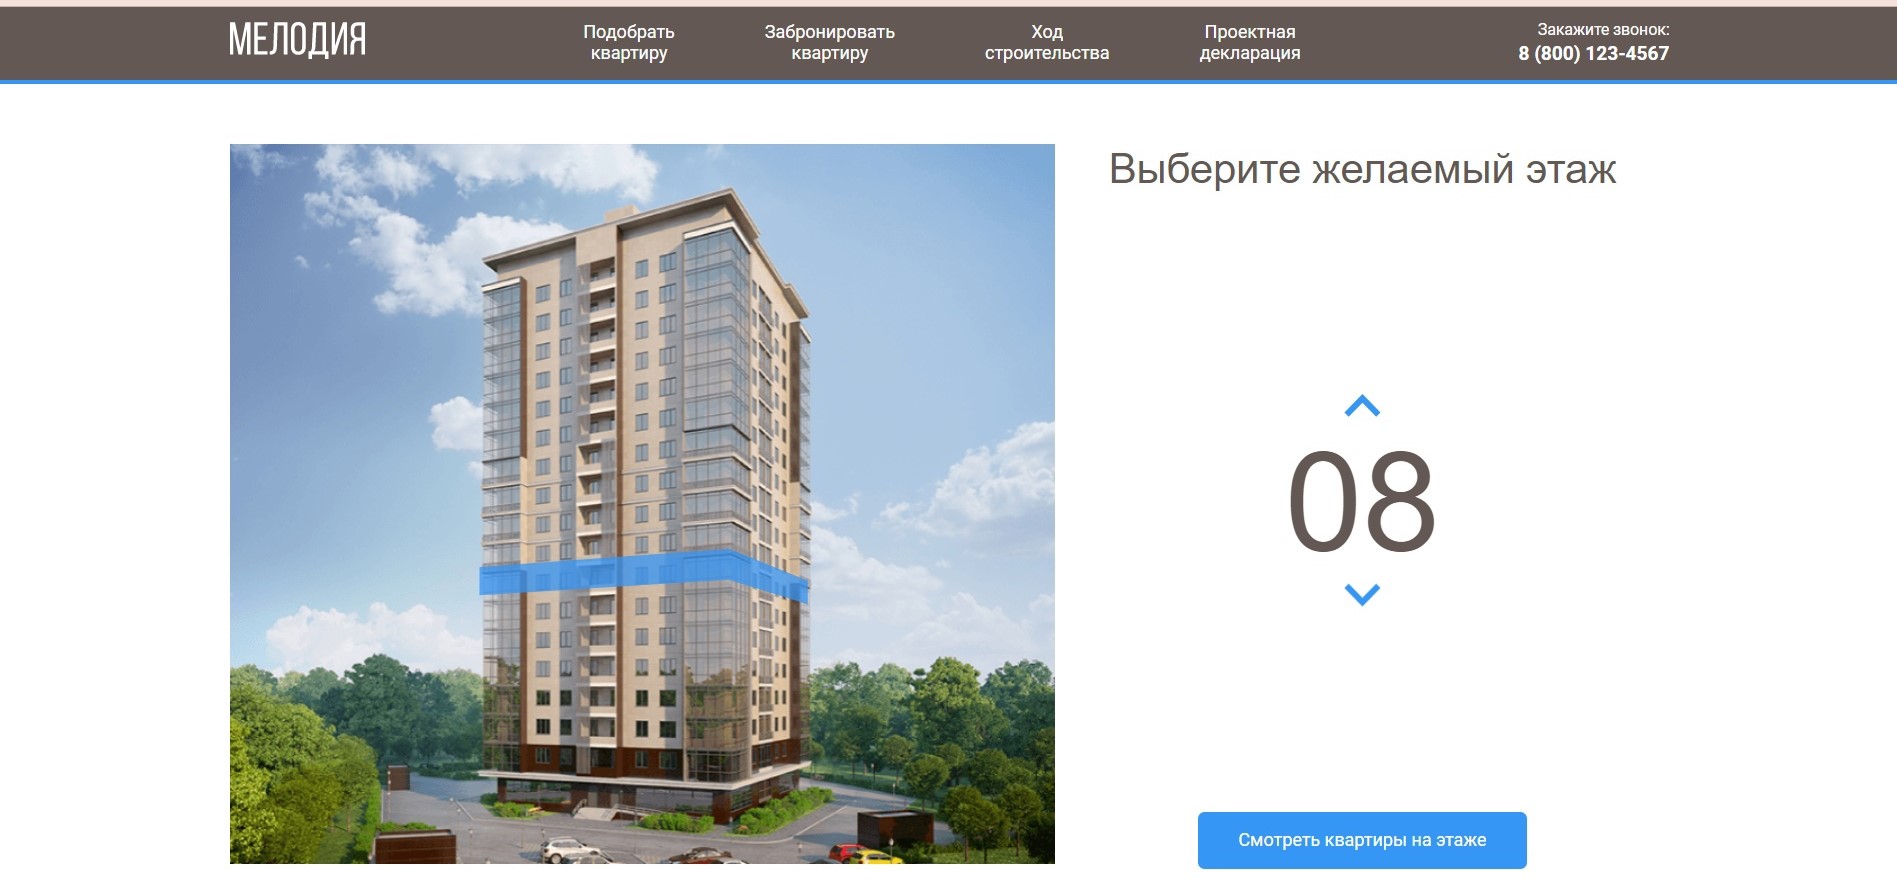 МЕЛОДИЯ
Подобрать
квартиру
Забронировать
квартиру
Ход
строительства
Проектная
декларация
Закажите звонок:
8 (800) 123-4567
Выберите желаемый этаж
08
Смотреть квартиры на этаже